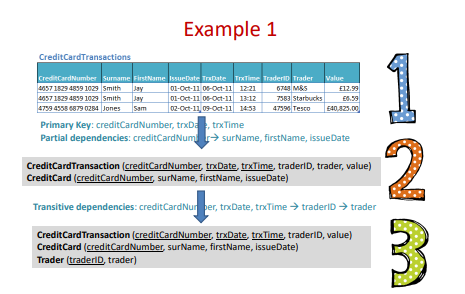 Example 1
CreditCardTransactions
CreditCardNumber Surname FirstName IssueDate TrxDate TrxTime TraderID Trader Value
4657 1829 4859 1029 Smith Jay 01-Oct-11 06-Oct-11 12:21 6748 M&S £12.99
4657 1829 4859 1029 Smith Jay 01-Oct-11 06-Oct-11 13:12 7583 Starbucks £6.59
4759 4558 6879 0284 Jones Sam 02-Oct-11 09-Oct-11 14:53 47596 Tesco £40,825.00
Primary Key: creditCardNumber, trxDate, trxTime
Partial dependencies: creditCardNumber→ surName, firstName, issueDate
CreditCardTransaction (creditCardNumber, trxDate, trxTime, traderID, trader, value)
CreditCard (creditCardNumber, surName, firstName, issueDate)
Transitive dependencies: creditCardNumber, trxDate, trxTime → traderID → trader
CreditCardTransaction (creditCardNumber, trxDate, trxTime, traderID, value)
CreditCard (creditCardNumber, surName, firstName, issueDate)
Trader (traderID, trader)
1
2
3